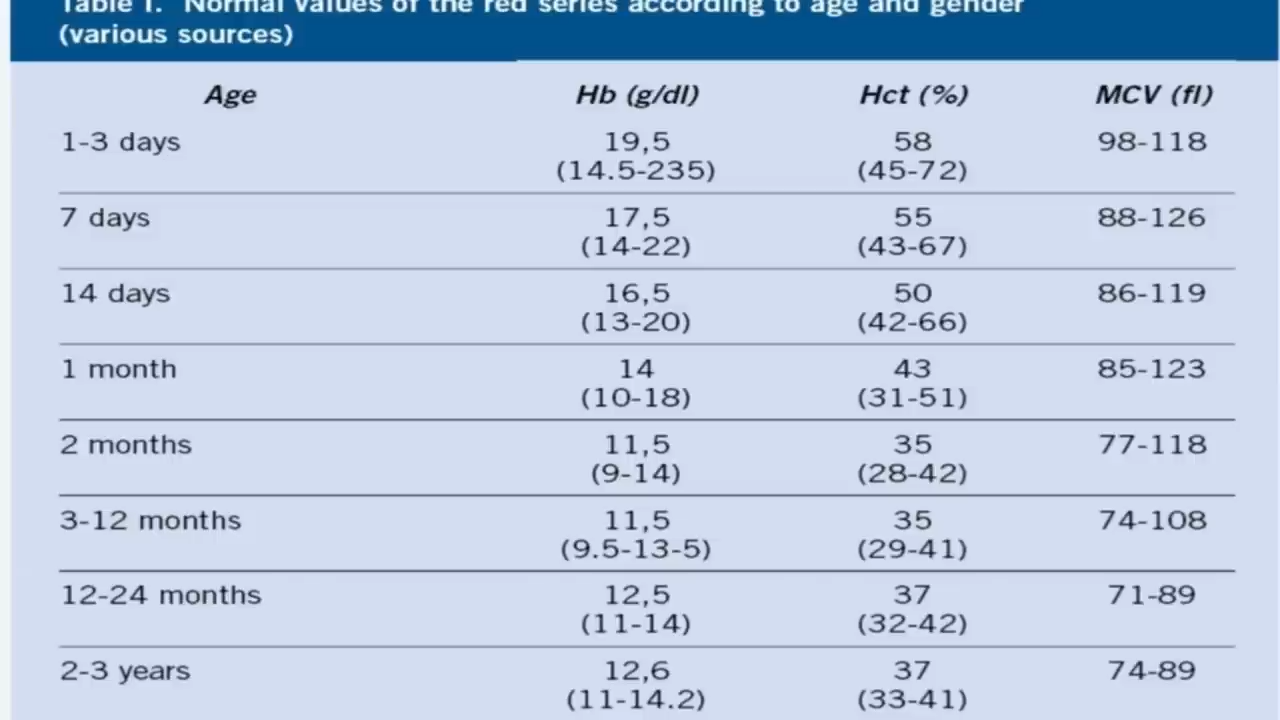 Table I. Normal values of the red series according to age and gender
(various sources)
Age Hb (g/dl) Hct (%) MCV (fl)
1-3 days 19,5 58 98-118
(14.5-235) (45-72)
7 days 17,5 55 88-126
(14-22) (43-67)
14 days 16,5 50 86-119
(13-20) (42-66)
1 month 14 43 85-123
(10-18) (31-51)
2 months 11,5 35 77-118
(9-14) (28-42)
3-12 months 11,5 35 74-108
(9.5-13-5) (29-41)
12-24 months 12,5 37 71-89
(11-14) (32-42)
2-3 years 12,6 37 74-89
(11-14.2) (33-41)